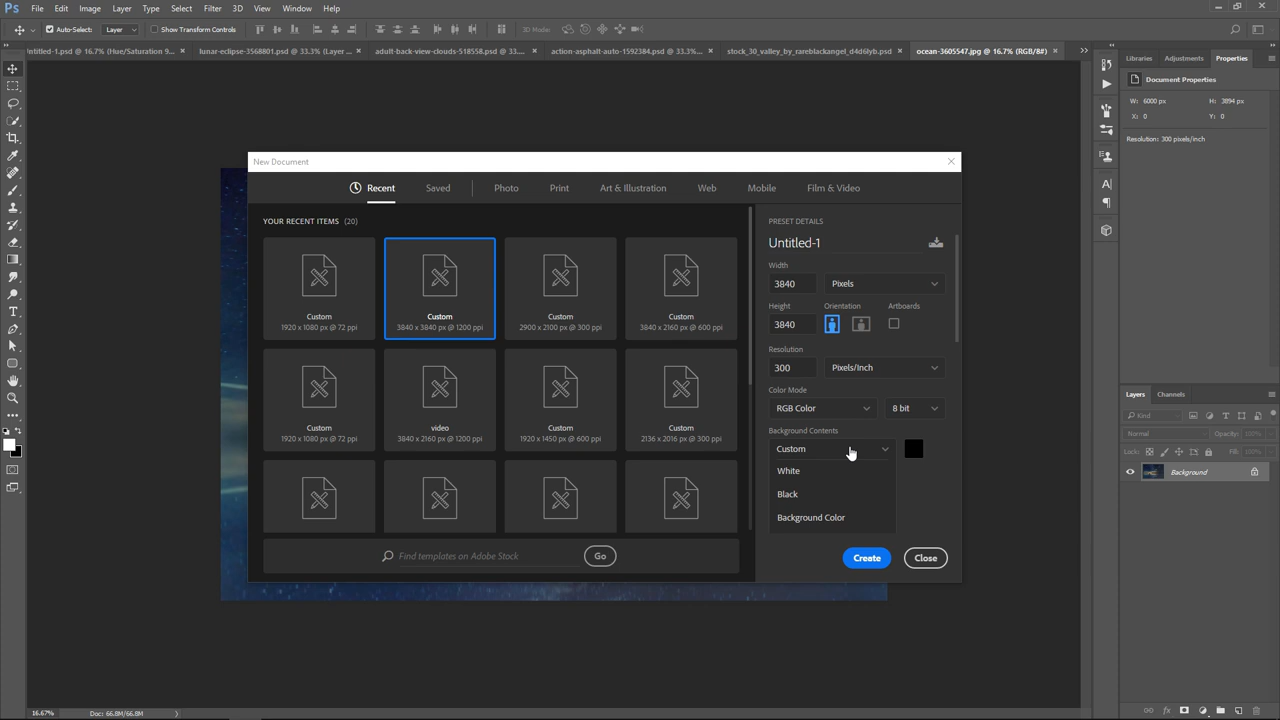 Ps File Edit Image Layer Type Select Filter 3D View Window Help
Auto-Select: Layer Show Transform Controls 3D Mode:
Untitled-1.psd @ 16.7% (Hue/Saturation 9... × lunar-eclipse-3568801.psd @ 33.3% (Layer ... × adult-back-view-clouds-518558.psd @ 33.... × action-asphalt-auto-1592384.psd @ 33.3%... × stock_30_valley_by_rareblackangel_d4d6lyb.psd × ocean-3605547.jpg @ 16.7% (RGB/8#) ×
Libraries Adjustments Properties
Document Properties
W: 6000 px H: 3894 px
X: 0 Y: 0
Resolution: 300 pixels/inch
New Document
Recent Saved Photo Print Art & Illustration Web Mobile Film & Video
YOUR RECENT ITEMS (20)
Custom
1920 x 1080 px @ 72 ppi
Custom
3840 x 3840 px @ 1200 ppi
Custom
2900 x 2100 px @ 300 ppi
Custom
3840 x 2160 px @ 600 ppi
Custom
1920 x 1080 px @ 72 ppi
video
3840 x 2160 px @ 1200 ppi
Custom
1920 x 1450 px @ 600 ppi
Custom
2136 x 2016 px @ 300 ppi
Find templates on Adobe Stock Go
PRESET DETAILS
Untitled-1
Width
3840 Pixels
Height Orientation Artboards
3840
Resolution
300 Pixels/Inch
Color Mode
RGB Color 8 bit
Background Contents
Custom
White
Black
Background Color
Create Close
Layers Channels
Kind
Normal Opacity: 100%
Lock: Fill: 100%
Background
16.67% Doc: 66.8M/66.8M